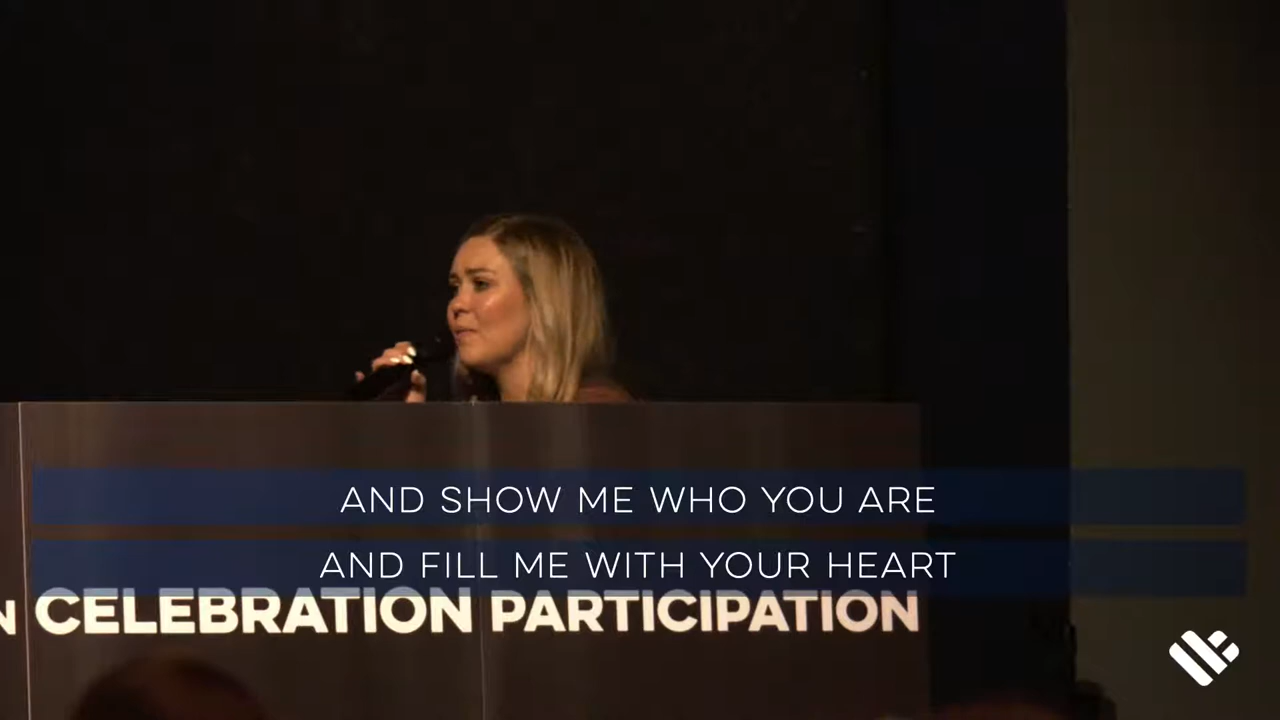 AND SHOW ME WHO YOU ARE
AND FILL ME WITH YOUR HEART
N CELEBRATION PARTICIPATION